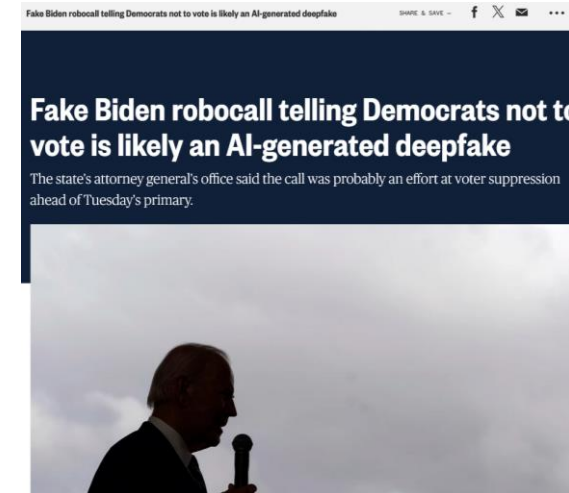 Fake Biden robocall telling Democrats not to vote is likely an AI-generated deepfake
SHARE & SAVE –
Fake Biden robocall telling Democrats not to
vote is likely an AI-generated deepfake
The state's attorney general's office said the call was probably an effort at voter suppression
ahead of Tuesday's primary.